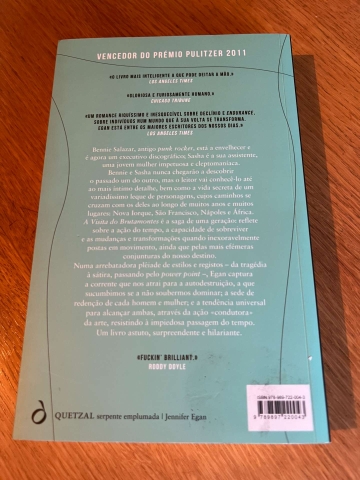 VENCEDOR DO PRÉMIO PULITZER 2011
«O LIVRO MAIS INTELIGENTE A QUE PODE DEITAR A MÃO.»
LOS ANGELES TIMES
«GLORIOSA E FURIOSAMENTE HUMANO.»
CHICAGO TRIBUNE
«UM ROMANCE RIQUÍSSIMO E INESQUECÍVEL SOBRE DECLÍNIO E ENDURANCE,
SOBRE INDIVÍDUOS NUM MUNDO QUE À SUA VOLTA SE TRANSFORMA.
EGAN ESTÁ ENTRE OS MAIORES ESCRITORES DOS NOSSOS DIAS.»
LOS ANGELES TIMES
Bennie Salazar, antigo punk rocker, está a envelhecer e
é agora um executivo discográfico; Sasha é a sua assistente,
uma jovem mulher impetuosa e cleptomaníaca.
Bennie e Sasha nunca chegarão a descobrir
o passado um do outro, mas o leitor vai conhecê-lo até
ao mais íntimo detalhe, bem como a vida secreta de um
variadíssimo lugar de personagens, cujos caminhos se
cruzam com os deles ao longo de muitos anos e muitos
lugares: Nova Iorque, São Francisco, Nápoles e África.
A Visita do Brutamontes é a saga de uma geração: reflete
sobre a ação do tempo, a capacidade de sobreviver
e as mudanças e transformações quando inexoravelmente
postas em movimento, ainda que pelas mais efémeras
conjunturas do nosso destino.
Numa arrebatadora plêiade de estilos e registos – da tragédia
à sátira, passando pelo power point –, Egan captura
a corrente que nos atrai para a autodestruição, a que
sucumbimos se a não soubermos dominar; a sede de
redenção de cada homem e mulher; e a tendência universal
para alcançar ambas, através da ação «condutora»
da arte, resistindo à impiedosa passagem do tempo.
Um livro astuto, surpreendente e hilariante.
«FUCKIN' BRILLIANT.»
RODDY DOYLE
QUETZAL serpente emplumada | Jennifer Egan